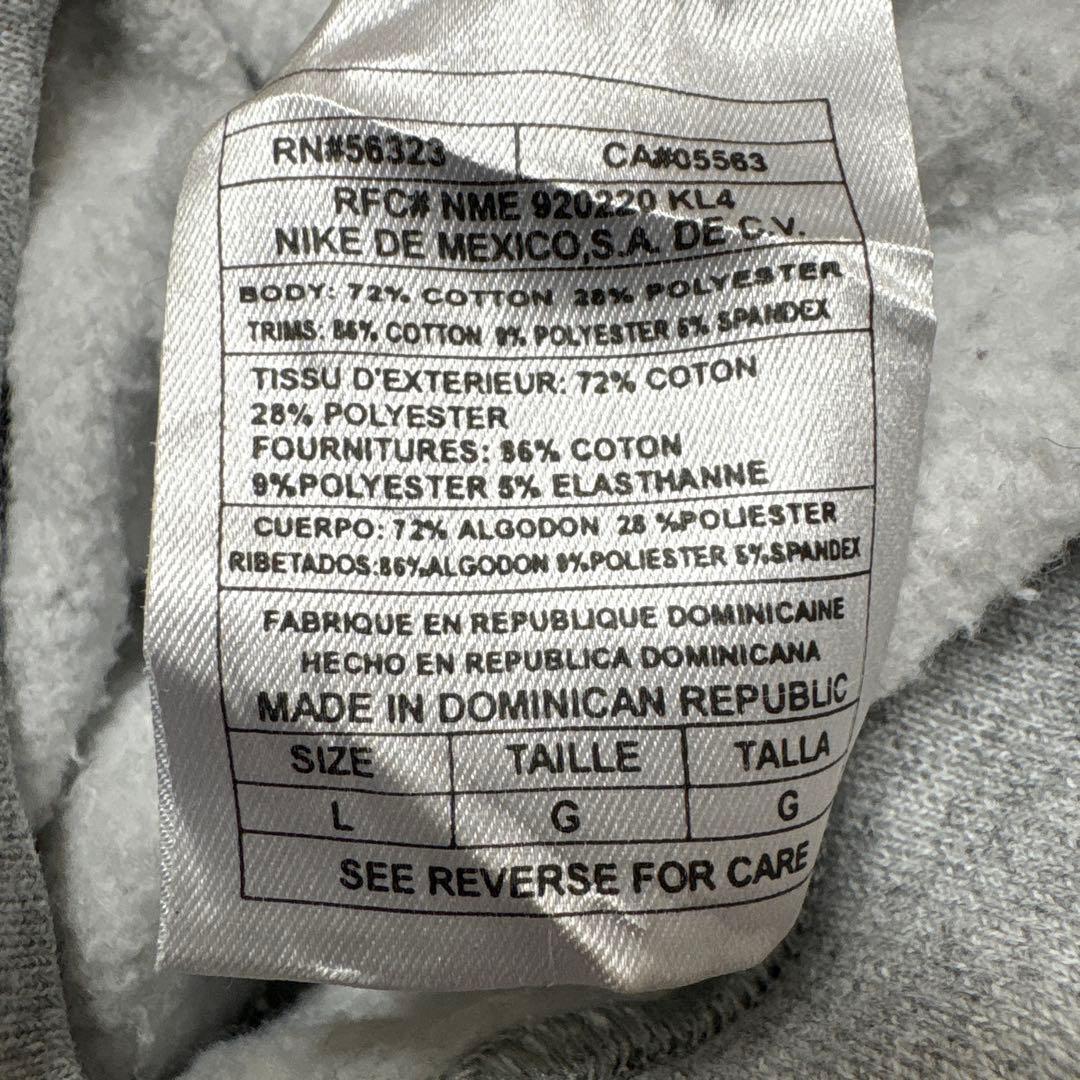 RN#56323 CA#05563
RFC# NME 920220 KL4
NIKE DE MEXICO,S.A. DE C.V.
BODY: 72% COTTON 28% POLYESTER
TRIMS: 86% COTTON 9% POLYESTER 5% SPANDEX
TISSU D'EXTERIEUR: 72% COTON
28% POLYESTER
FOURNITURES: 86% COTON
9%POLYESTER 5% ELASTHANNE
CUERPO: 72% ALGODON 28 %POLIESTER
RIBETADOS:86%ALGODON 9%POLIESTER 5%SPANDEX
FABRIQUE EN REPUBLIQUE DOMINICAINE
HECHO EN REPUBLICA DOMINICANA
MADE IN DOMINICAN REPUBLIC
SIZE TAILLE TALLA
L G G
SEE REVERSE FOR CARE